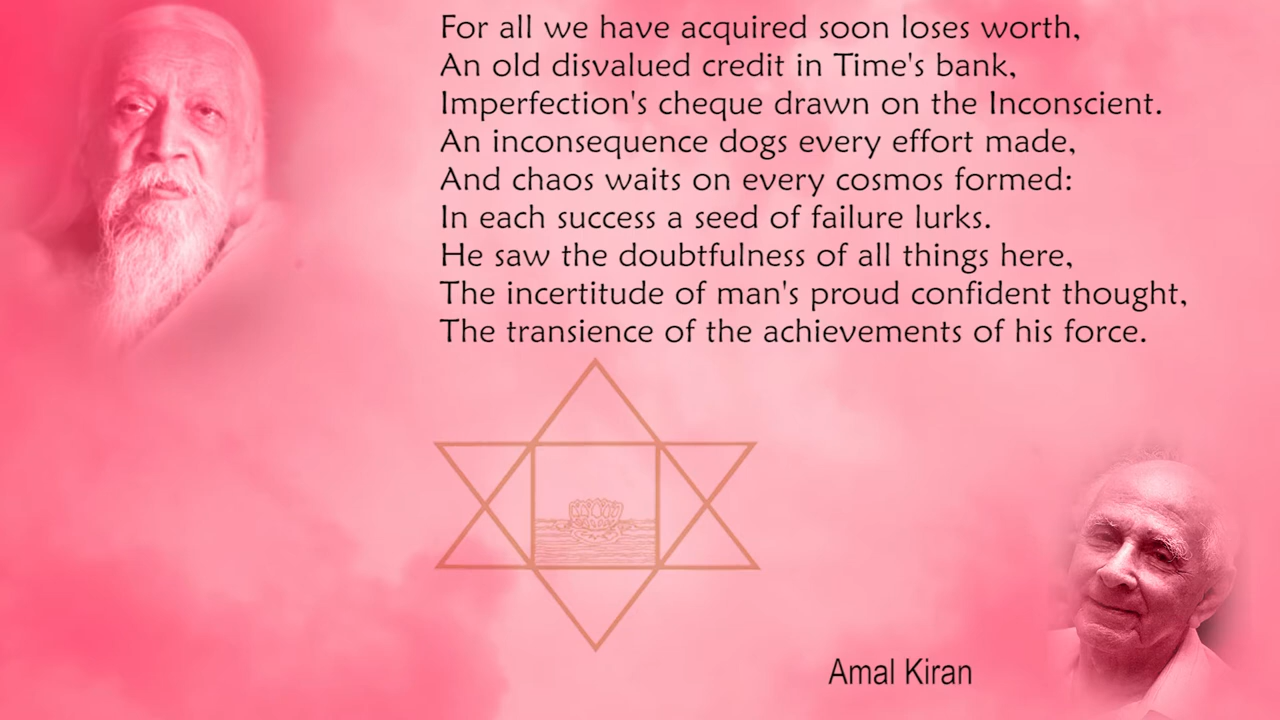 For all we have acquired soon loses worth,
An old disvalued credit in Time's bank,
Imperfection's cheque drawn on the Inconscient.
An inconsequence dogs every effort made,
And chaos waits on every cosmos formed:
In each success a seed of failure lurks.
He saw the doubtfulness of all things here,
The incertitude of man's proud confident thought,
The transience of the achievements of his force.
Amal Kiran